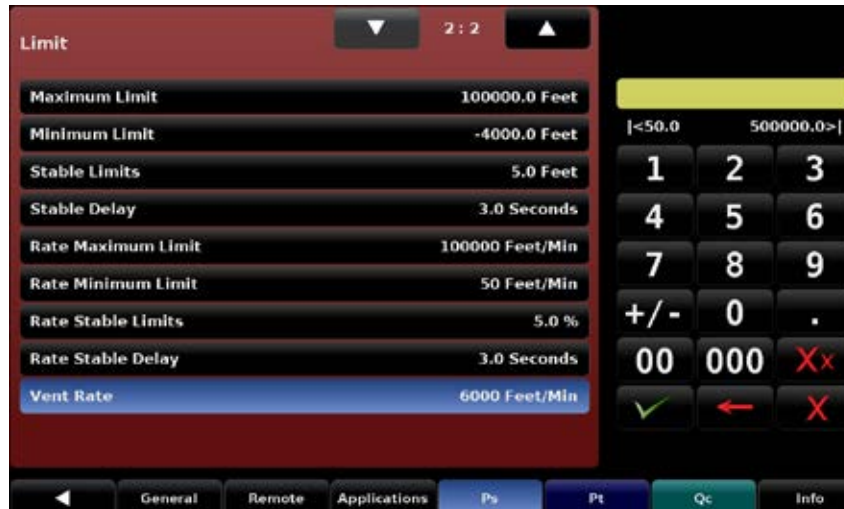 Limit
2 : 2
Maximum Limit 100000.0 Feet
Minimum Limit -4000.0 Feet
Stable Limits 5.0 Feet
Stable Delay 3.0 Seconds
Rate Maximum Limit 100000 Feet/Min
Rate Minimum Limit 50 Feet/Min
Rate Stable Limits 5.0 %
Rate Stable Delay 3.0 Seconds
Vent Rate 6000 Feet/Min
|<50.0 500000.0>|
1 2 3
4 5 6
7 8 9
+/- 0 .
00 000 Xx
X
General Remote Applications Ps Pt Qc Info